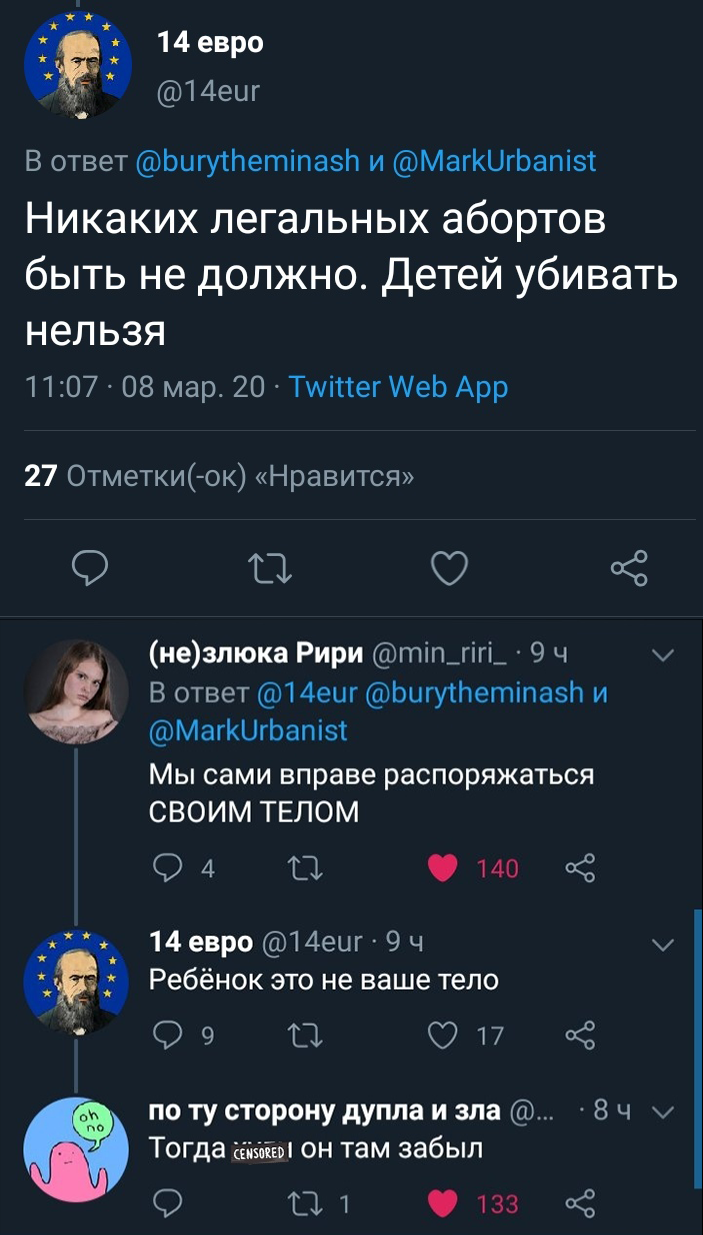 14 евро
@14eur
В ответ @burytheminash и @MarkUrbanist
Никаких легальных абортов
быть не должно. Детей убивать
нельзя
11:07 · 08 мар. 20 · Twitter Web App
27 Отметки(-ок) «Нравится»
(не)злюка Рири @min_riri_ · 9 ч
В ответ @14eur @burytheminash и
@MarkUrbanist
Мы сами вправе распоряжаться
СВОИМ ТЕЛОМ
4 140
14 евро @14eur · 9 ч
Ребёнок это не ваше тело
9 17
oh
no
по ту сторону дупла и зла @... · 8 ч
Тогда CENSORED он там забыл
1 133